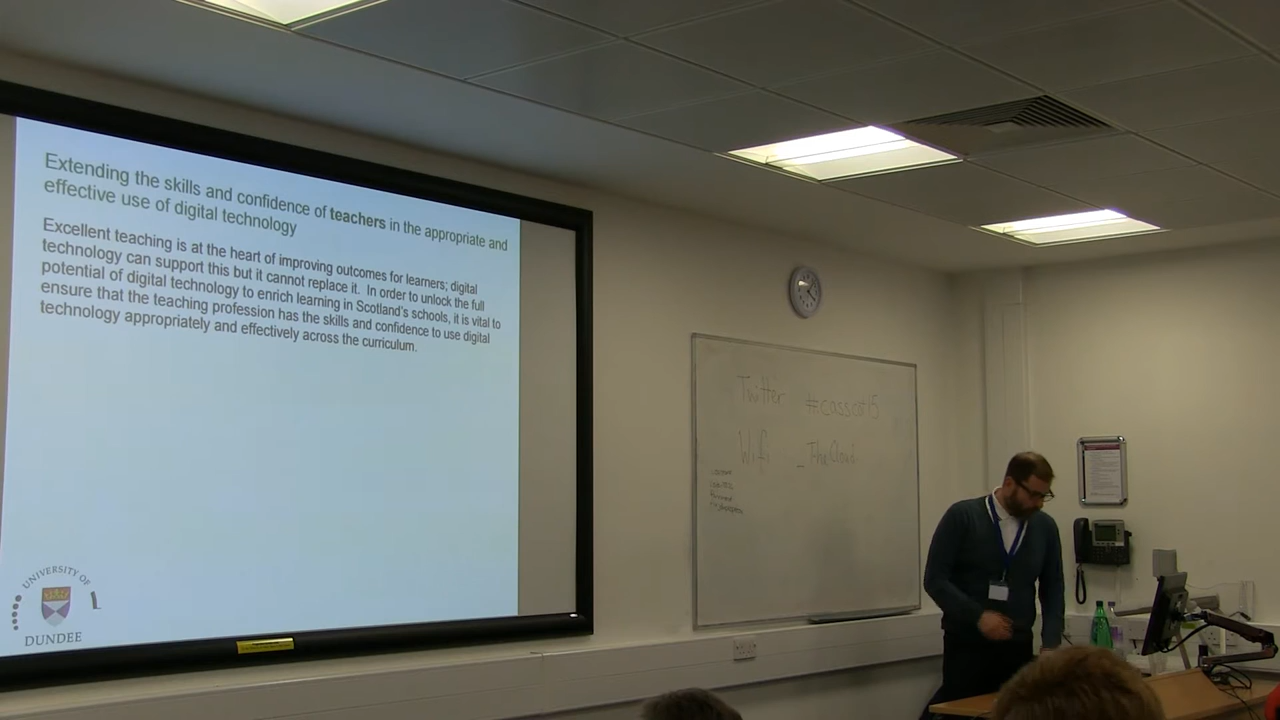 Extending the skills and confidence of teachers in the appropriate and
effective use of digital technology
Excellent teaching is at the heart of improving outcomes for learners; digital
technology can support this but it cannot replace it. In order to unlock the full
potential of digital technology to enrich learning in Scotland's schools, it is vital to
ensure that the teaching profession has the skills and confidence to use digital
technology appropriately and effectively across the curriculum.
UNIVERSITY OF
DUNDEE
Twitter #casscot15
Wifi _The Cloud